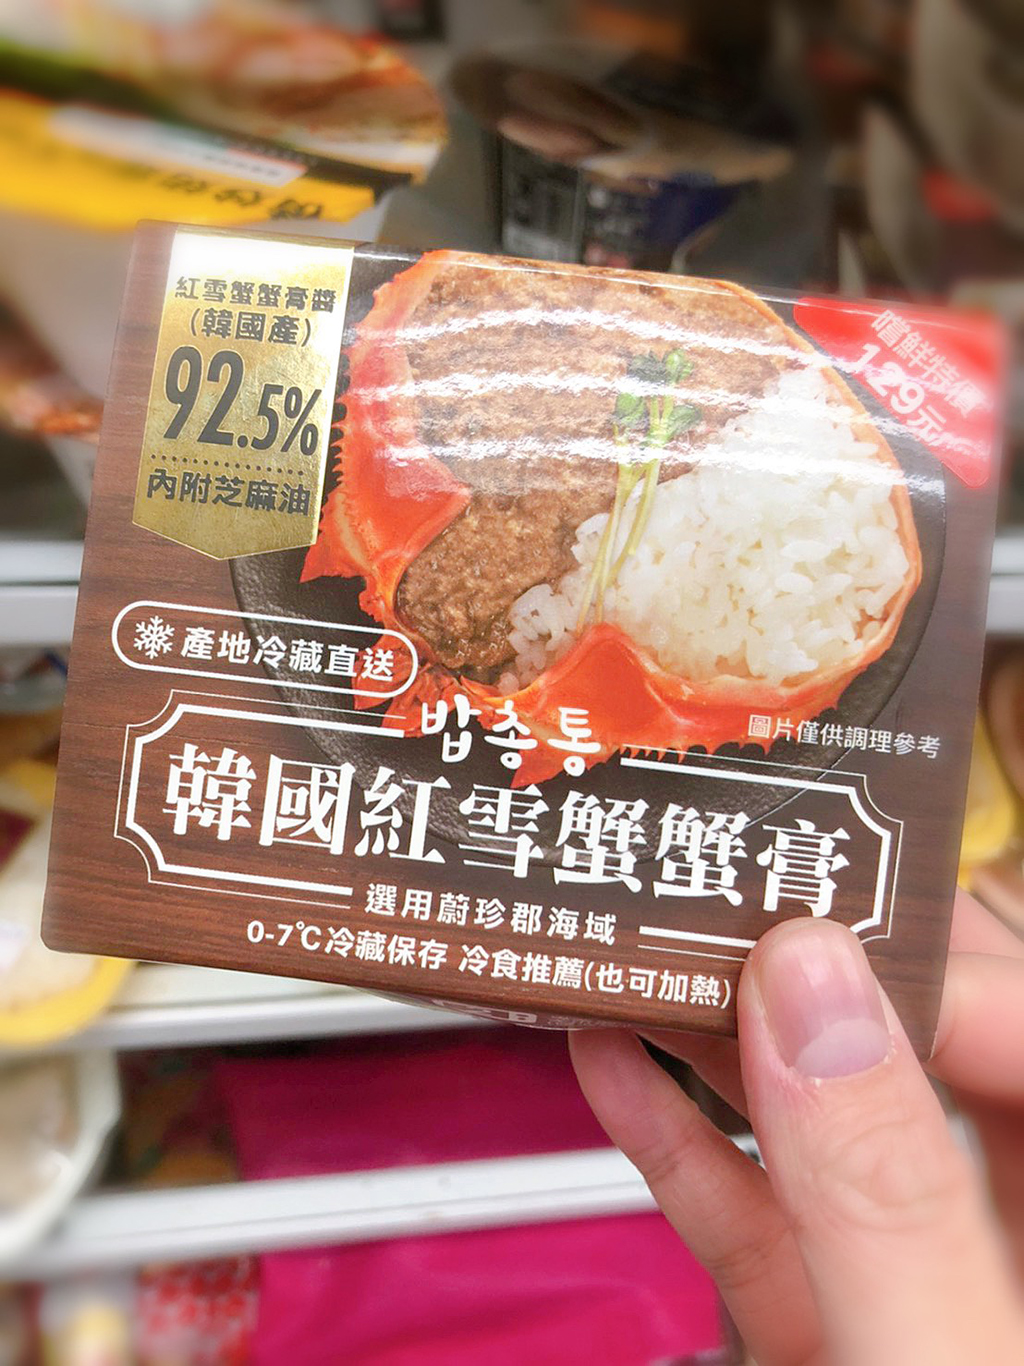 紅雪蟹蟹膏醬
(韓國產)
92.5%
內附芝麻油
嚐鮮特價
129元
產地冷藏直送
밥총통
圖片僅供調理參考
韓國紅雪蟹蟹膏
選用蔚珍郡海域
0-7℃冷藏保存 冷食推薦(也可加熱)